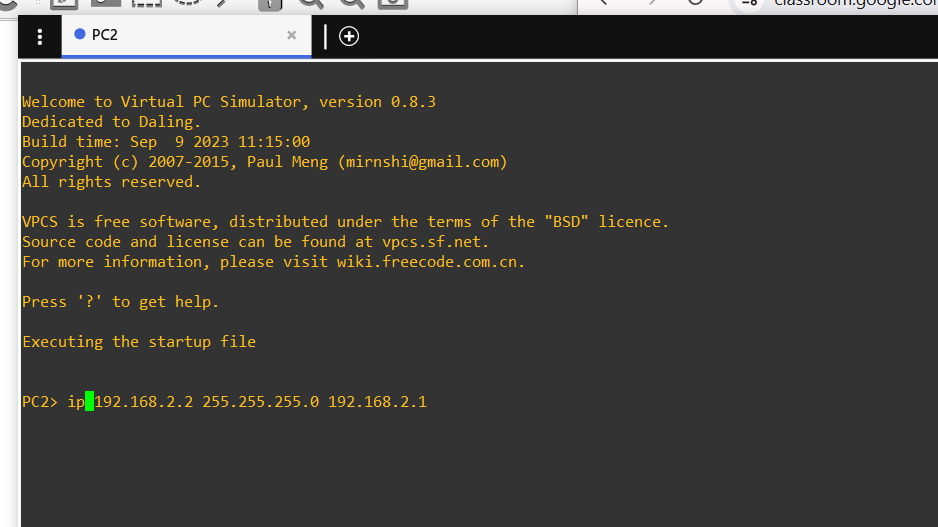 classroom.google.co
PC2
Welcome to Virtual PC Simulator, version 0.8.3
Dedicated to Daling.
Build time: Sep  9 2023 11:15:00
Copyright (c) 2007-2015, Paul Meng (mirnshi@gmail.com)
All rights reserved.
VPCS is free software, distributed under the terms of the "BSD" licence.
Source code and license can be found at vpcs.sf.net.
For more information, please visit wiki.freecode.com.cn.
Press '?' to get help.
Executing the startup file
PC2> ip 192.168.2.2 255.255.255.0 192.168.2.1